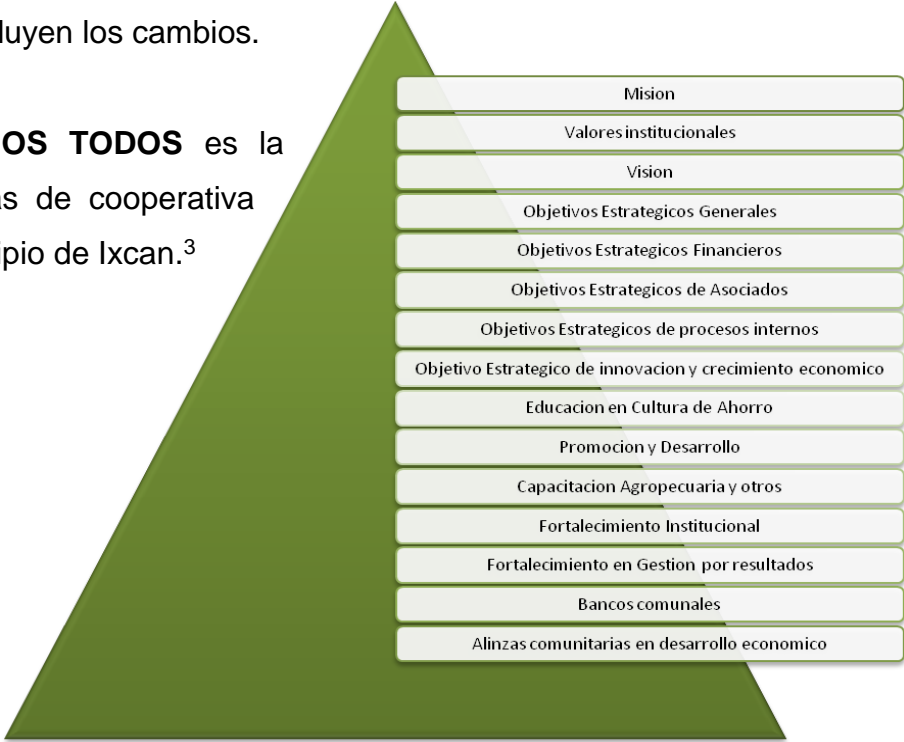 luyen los cambios.
OS TODOS es la
s de cooperativa
ipio de Ixcan.3
Mision
Valores institucionales
Vision
Objetivos Estrategicos Generales
Objetivos Estrategicos Financieros
Objetivos Estrategicos de Asociados
Objetivos Estrategicos de procesos internos
Objetivo Estrategico de innovacion y crecimiento economico
Educacion en Cultura de Ahorro
Promocion y Desarrollo
Capacitacion Agropecuaria y otros
Fortalecimiento Institucional
Fortalecimiento en Gestion por resultados
Bancos comunales
Alinzas comunitarias en desarrollo economico